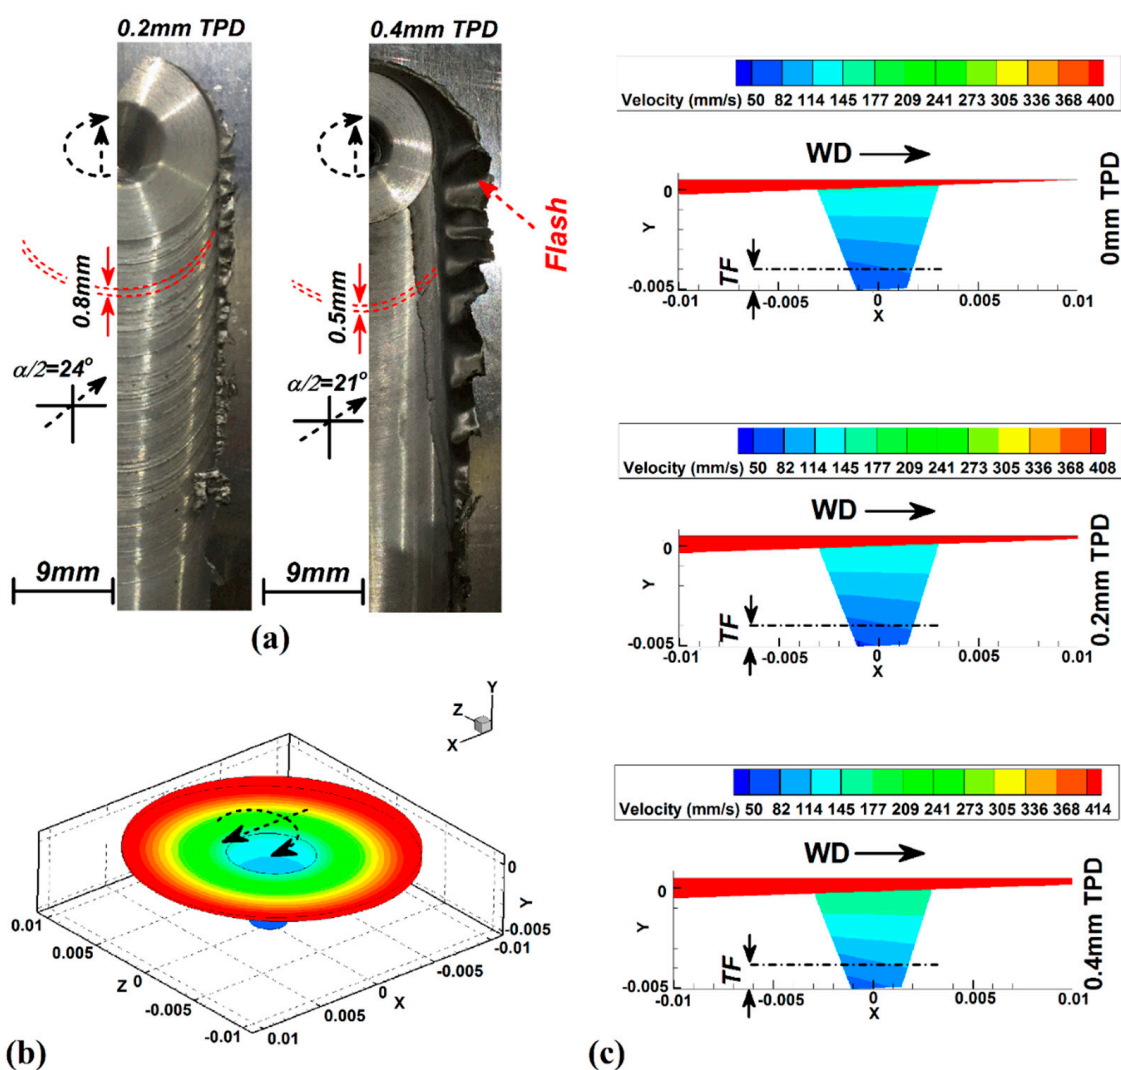 0.2mm TPD
0.4mm TPD
0.8mm
0.5mm
Flash
α/2=24°
α/2=21°
9mm
9mm
(a)
Y
Z
X
0
-0.005
Y
0.01
0.005
Z 0
-0.005
-0.01
-0.01
-0.005
0
X
0.005
0.01
(b)
Velocity (mm/s) 50 82 114 145 177 209 241 273 305 336 368 400
WD
0
Y
-0.005
TF
-0.01 -0.005 0 0.005 0.01
X
0mm TPD
Velocity (mm/s) 50 82 114 145 177 209 241 273 305 336 368 408
WD
0
Y
-0.005
TF
-0.01 -0.005 0 0.005 0.01
X
0.2mm TPD
Velocity (mm/s) 50 82 114 145 177 209 241 273 305 336 368 414
WD
0
Y
-0.005
TF
-0.01 -0.005 0 0.005 0.01
X
0.4mm TPD
(c)